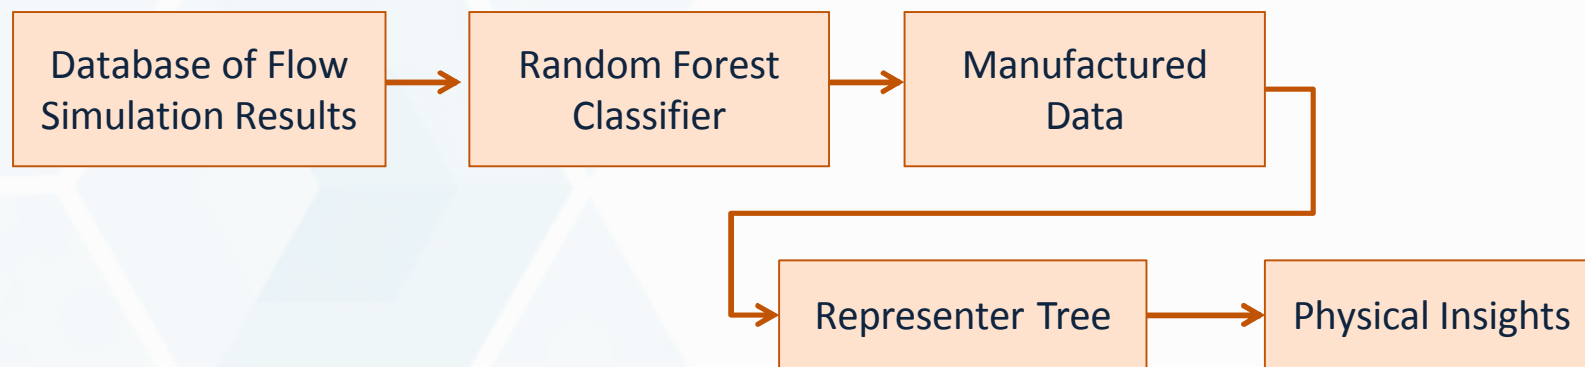 Database of Flow
Simulation Results
Random Forest
Classifier
Manufactured
Data
Representer Tree
Physical Insights